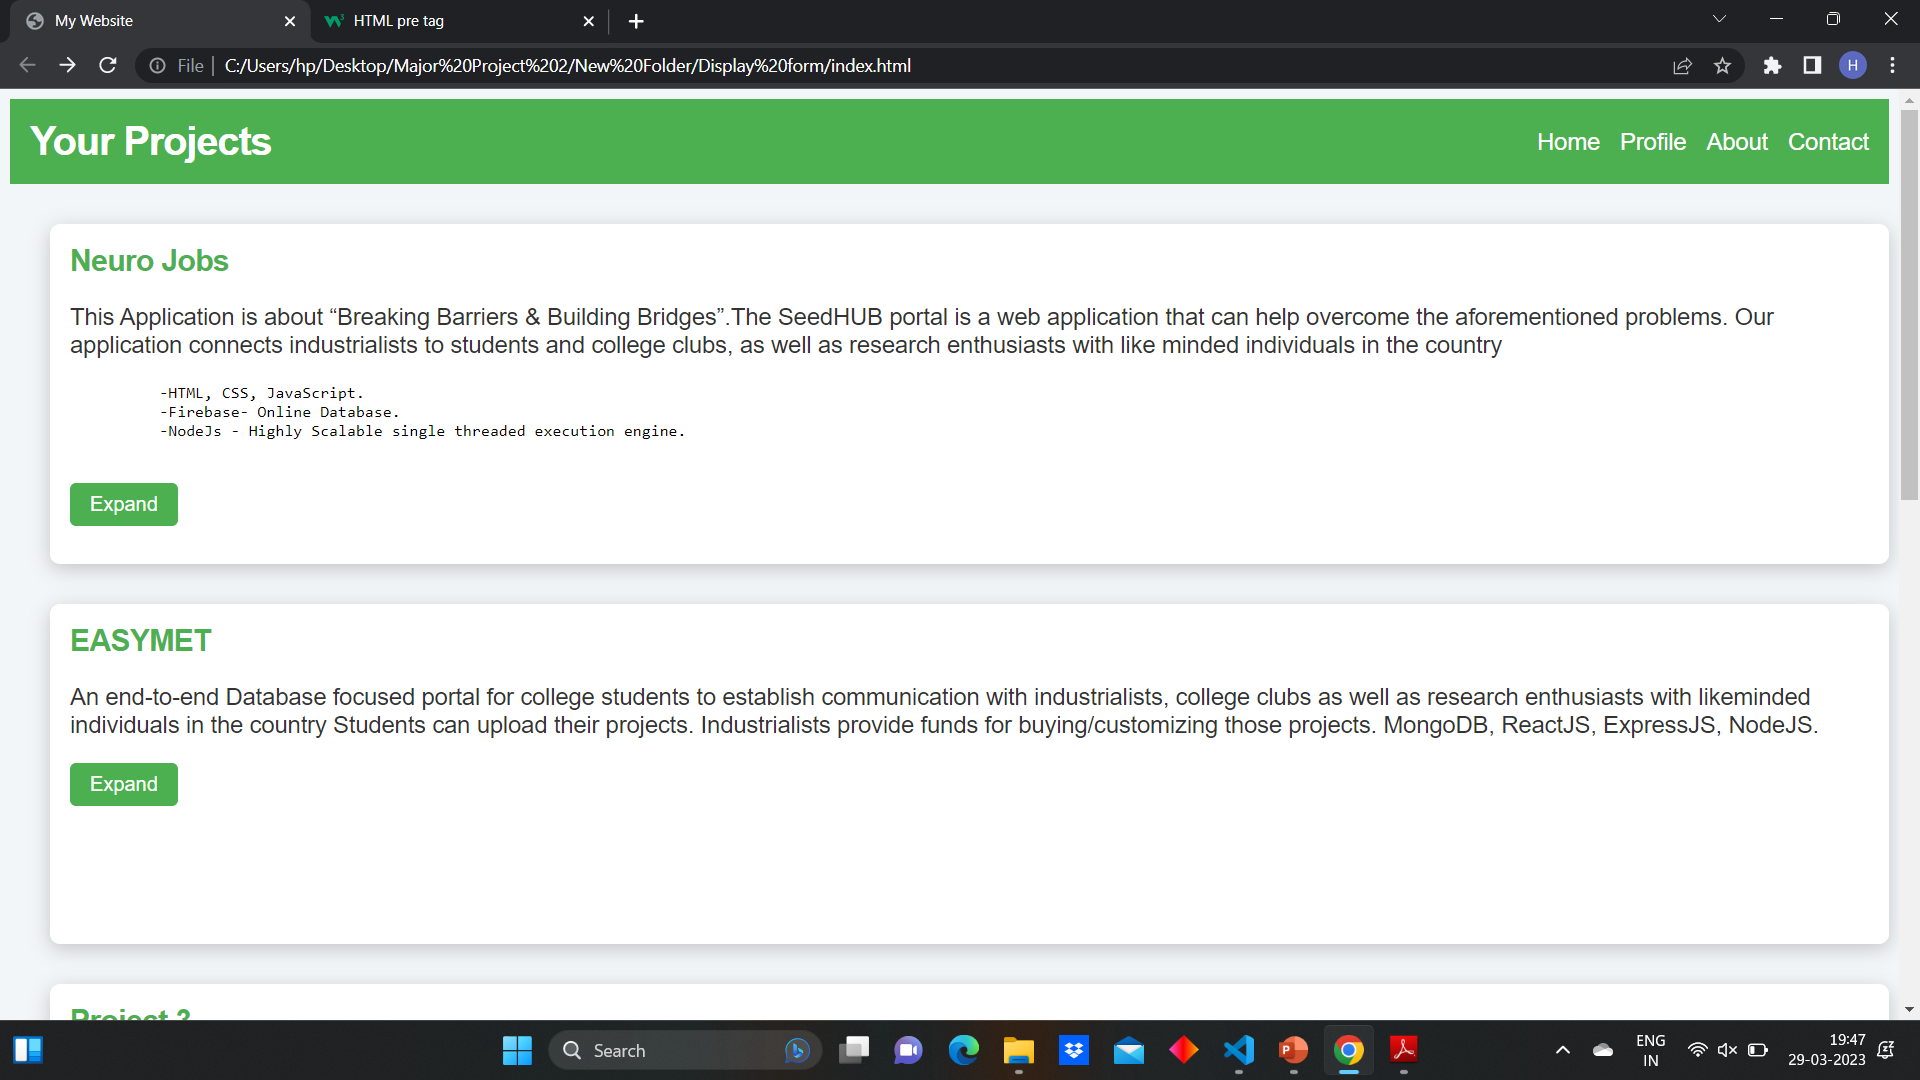 My Website
HTML pre tag
File
C:/Users/hp/Desktop/Major%20Project%202/New%20Folder/Display%20form/index.html
H
Your Projects
Home Profile About Contact
Neuro Jobs
This Application is about “Breaking Barriers & Building Bridges”.The SeedHUB portal is a web application that can help overcome the aforementioned problems. Our
application connects industrialists to students and college clubs, as well as research enthusiasts with like minded individuals in the country
-HTML, CSS, JavaScript.
-Firebase- Online Database.
-NodeJs - Highly Scalable single threaded execution engine.
Expand
EASYMET
An end-to-end Database focused portal for college students to establish communication with industrialists, college clubs as well as research enthusiasts with likeminded
individuals in the country Students can upload their projects. Industrialists provide funds for buying/customizing those projects. MongoDB, ReactJS, ExpressJS, NodeJS.
Expand
Project
Search
ENG
IN
19:47
29-03-2023